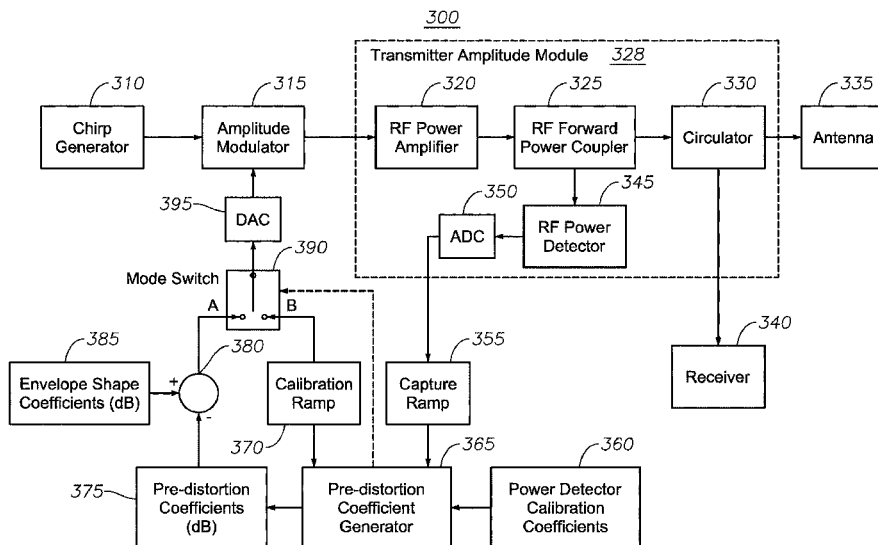 300
Transmitter Amplitude Module 328
310
Chirp
Generator
315
Amplitude
Modulator
320
RF Power
Amplifier
325
RF Forward
Power Coupler
330
Circulator
335
Antenna
395
DAC
350
ADC
345
RF Power
Detector
390
Mode Switch
A
B
385
Envelope Shape
Coefficients (dB)
+
-
380
Calibration
Ramp
370
355
Capture
Ramp
340
Receiver
375
Pre-distortion
Coefficients
(dB)
365
Pre-distortion
Coefficient
Generator
360
Power Detector
Calibration
Coefficients